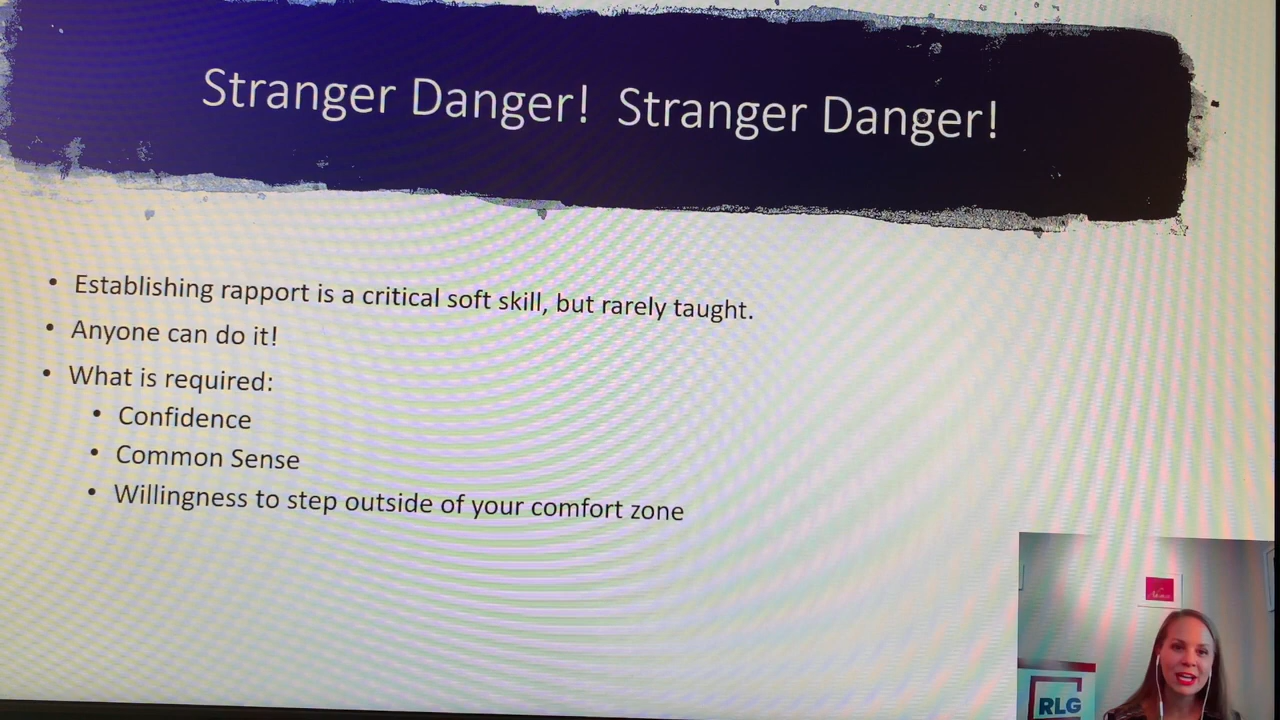 Stranger Danger!  Stranger Danger!
• Establishing rapport is a critical soft skill, but rarely taught.
• Anyone can do it!
• What is required:
• Confidence
• Common Sense
• Willingness to step outside of your comfort zone
RLG